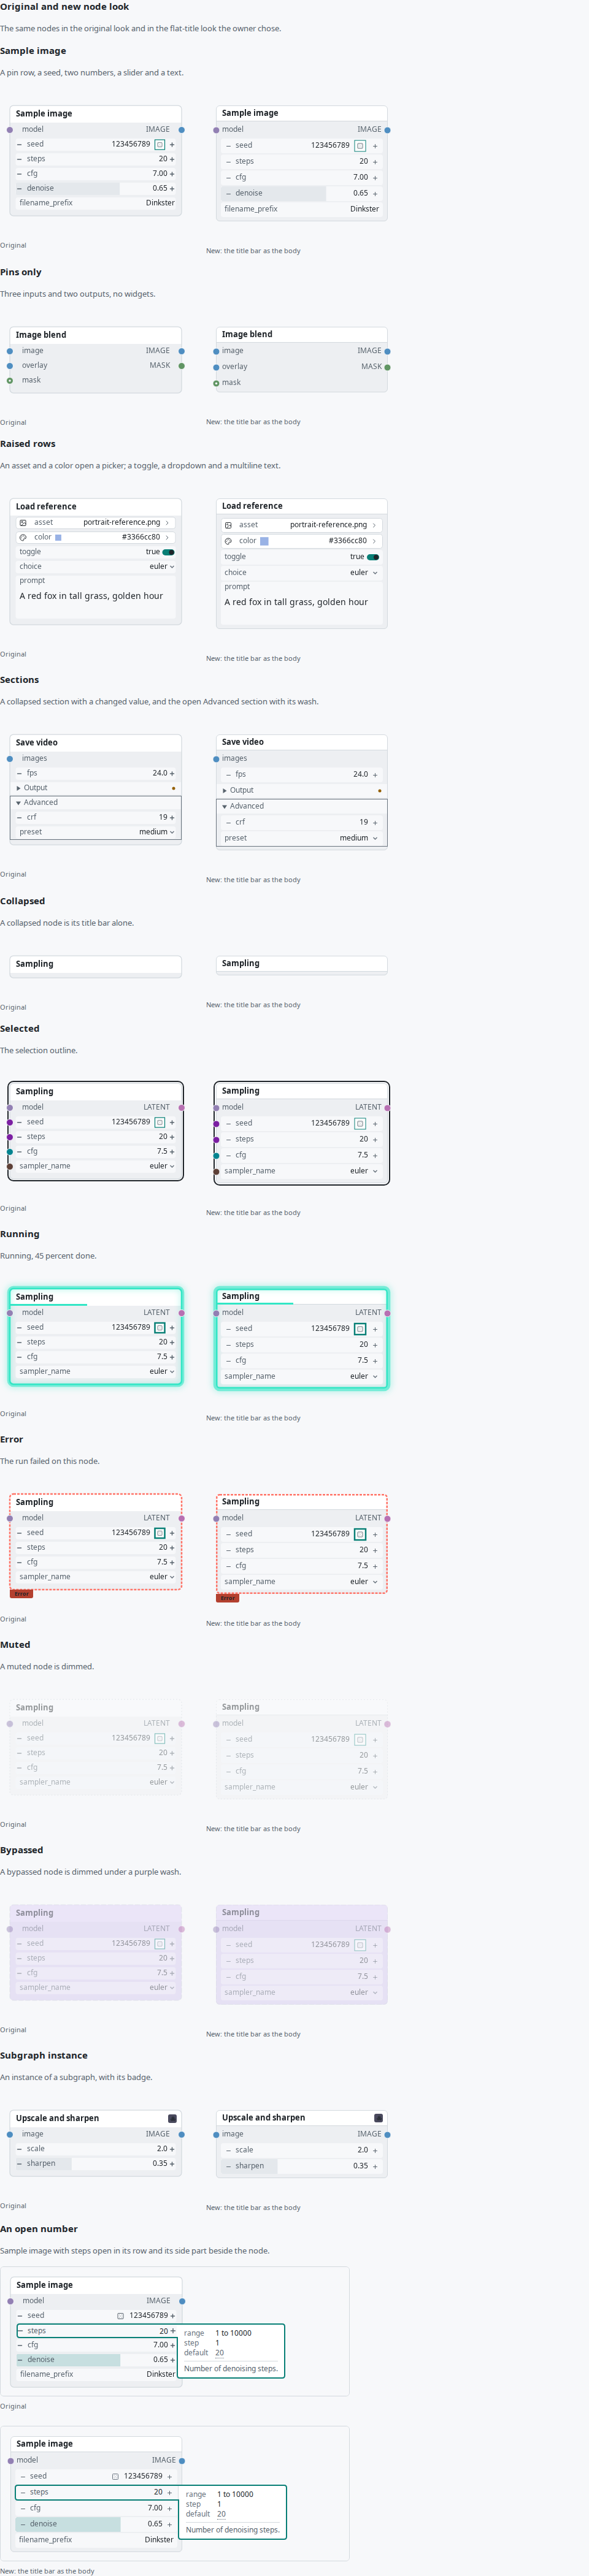 Original and new node look
The same nodes in the original look and in the flat-title look the owner chose.
Sample image
A pin row, a seed, two numbers, a slider and a text.
Sample image
model IMAGE
– seed 123456789 +
– steps 20 +
– cfg 7.00 +
– denoise 0.65 +
filename_prefix Dinkster
Original
Sample image
model IMAGE
– seed 123456789 +
– steps 20 +
– cfg 7.00 +
– denoise 0.65 +
filename_prefix Dinkster
New: the title bar as the body
Pins only
Three inputs and two outputs, no widgets.
Image blend
image IMAGE
overlay MASK
mask
Original
Image blend
image IMAGE
overlay MASK
mask
New: the title bar as the body
Raised rows
An asset and a color open a picker; a toggle, a dropdown and a multiline text.
Load reference
asset portrait-reference.png
color #3366cc80
toggle true
choice euler
prompt
A red fox in tall grass, golden hour
Original
Load reference
asset portrait-reference.png
color #3366cc80
toggle true
choice euler
prompt
A red fox in tall grass, golden hour
New: the title bar as the body
Sections
A collapsed section with a changed value, and the open Advanced section with its wash.
Save video
images
– fps 24.0 +
Output
Advanced
– crf 19 +
preset medium
Original
Save video
images
– fps 24.0 +
Output
Advanced
– crf 19 +
preset medium
New: the title bar as the body
Collapsed
A collapsed node is its title bar alone.
Sampling
Original
Sampling
New: the title bar as the body
Selected
The selection outline.
Sampling
model LATENT
– seed 123456789 +
– steps 20 +
– cfg 7.5 +
sampler_name euler
Original
Sampling
model LATENT
– seed 123456789 +
– steps 20 +
– cfg 7.5 +
sampler_name euler
New: the title bar as the body
Running
Running, 45 percent done.
Sampling
model LATENT
– seed 123456789 +
– steps 20 +
– cfg 7.5 +
sampler_name euler
Original
Sampling
model LATENT
– seed 123456789 +
– steps 20 +
– cfg 7.5 +
sampler_name euler
New: the title bar as the body
Error
The run failed on this node.
Sampling
model LATENT
– seed 123456789 +
– steps 20 +
– cfg 7.5 +
sampler_name euler
Error
Original
Sampling
model LATENT
– seed 123456789 +
– steps 20 +
– cfg 7.5 +
sampler_name euler
Error
New: the title bar as the body
Muted
A muted node is dimmed.
Sampling
model LATENT
– seed 123456789 +
– steps 20 +
– cfg 7.5 +
sampler_name euler
Original
Sampling
model LATENT
– seed 123456789 +
– steps 20 +
– cfg 7.5 +
sampler_name euler
New: the title bar as the body
Bypassed
A bypassed node is dimmed under a purple wash.
Sampling
model LATENT
– seed 123456789 +
– steps 20 +
– cfg 7.5 +
sampler_name euler
Original
Sampling
model LATENT
– seed 123456789 +
– steps 20 +
– cfg 7.5 +
sampler_name euler
New: the title bar as the body
Subgraph instance
An instance of a subgraph, with its badge.
Upscale and sharpen
image IMAGE
– scale 2.0 +
– sharpen 0.35 +
Original
Upscale and sharpen
image IMAGE
– scale 2.0 +
– sharpen 0.35 +
New: the title bar as the body
An open number
Sample image with steps open in its row and its side part beside the node.
Sample image
model IMAGE
– seed 123456789 +
– steps 20 +
– cfg 7.00 +
– denoise 0.65 +
filename_prefix Dinkster
range 1 to 10000
step 1
default 20
Number of denoising steps.
Original
Sample image
model IMAGE
– seed 123456789 +
– steps 20 +
– cfg 7.00 +
– denoise 0.65 +
filename_prefix Dinkster
range 1 to 10000
step 1
default 20
Number of denoising steps.
New: the title bar as the body